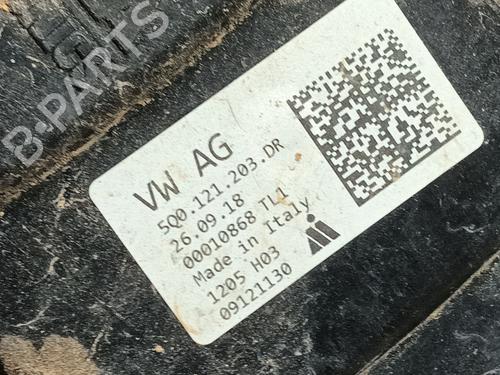 B-PARTS
VW AG
5Q0.121.203.DR
26.09.18
00010868 TL1
Made in Italy
1205 H03
09121130